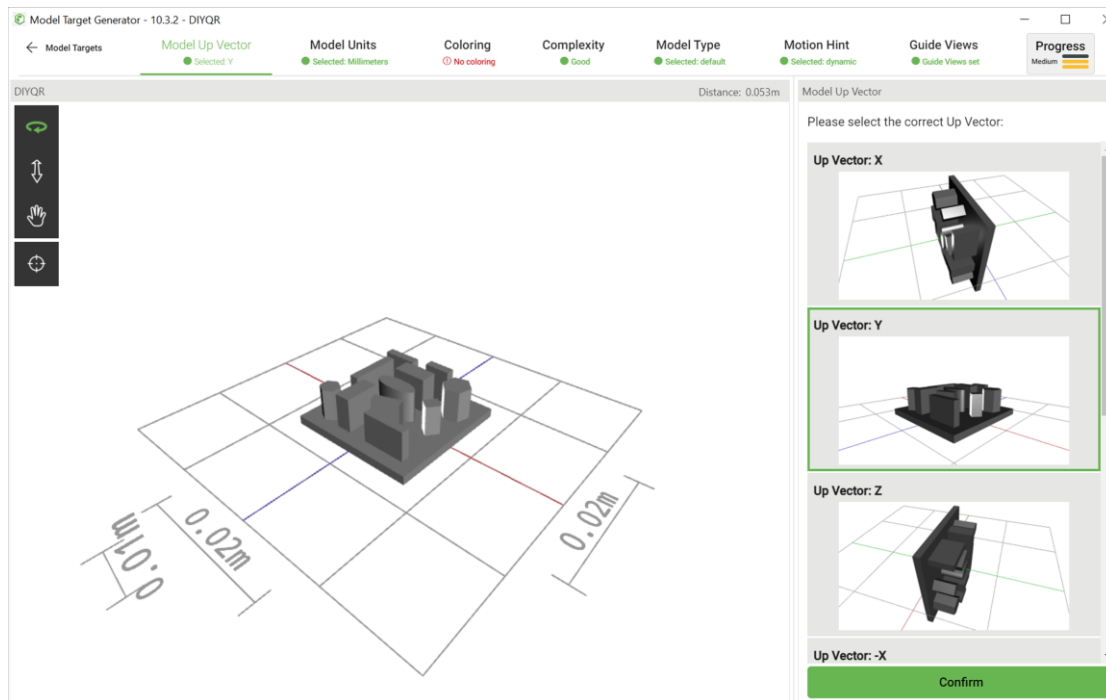 Model Target Generator - 10.3.2 - DIYQR
Model Targets
Model Up Vector
Selected: Y
Model Units
Selected: Millimeters
Coloring
No coloring
Complexity
Good
Model Type
Selected: default
Motion Hint
Selected: dynamic
Guide Views
Guide Views set
Progress
Medium
DIYQR
Distance: 0.053m
Model Up Vector
Please select the correct Up Vector:
Up Vector: X
Up Vector: Y
Up Vector: Z
Up Vector: -X
Confirm
0.01m
0.02m
0.02m